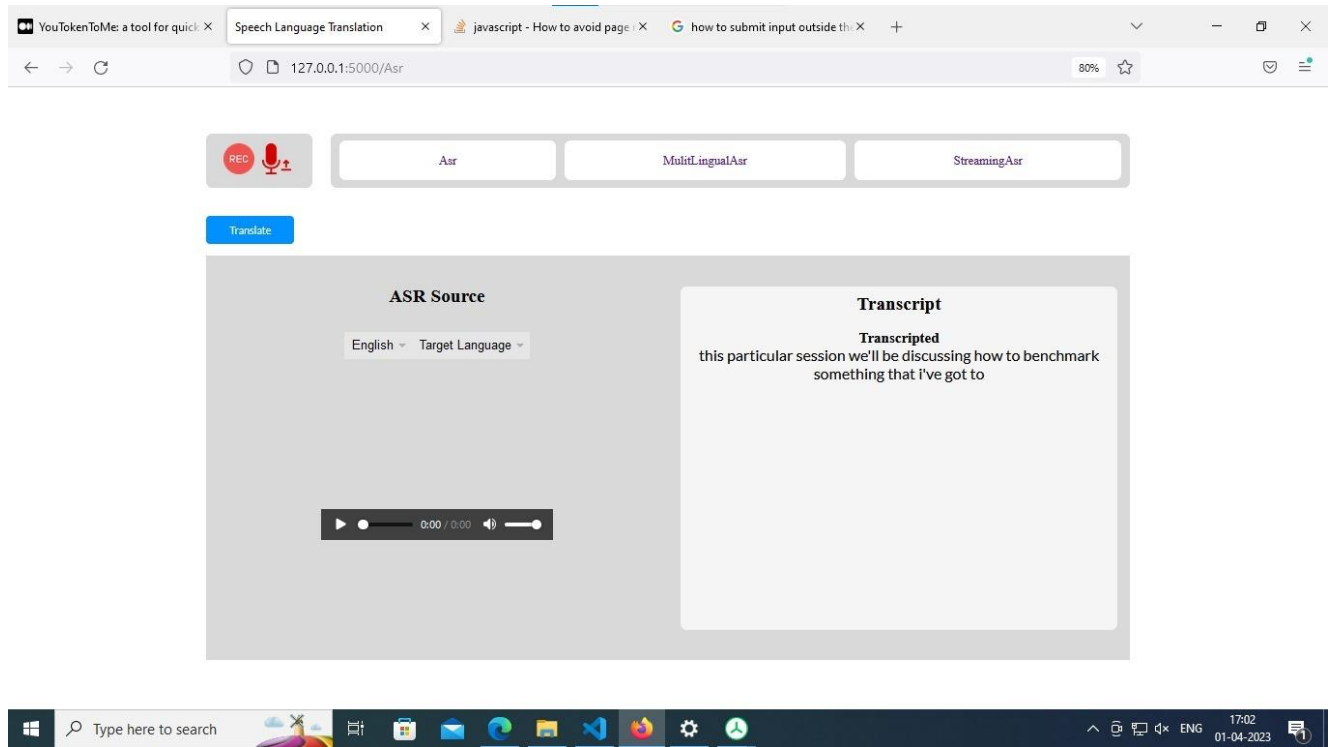 YouTokenToMe: a tool for quick
Speech Language Translation
javascript - How to avoid page r
how to submit input outside the
127.0.0.1:5000/Asr
80%
REC
Asr
MulitLingualAsr
StreamingAsr
Translate
ASR Source
English
Target Language
0:00 / 0:00
Transcript
Transcripted
this particular session we'll be discussing how to benchmark
something that i've got to
Type here to search
ENG
17:02
01-04-2023
1